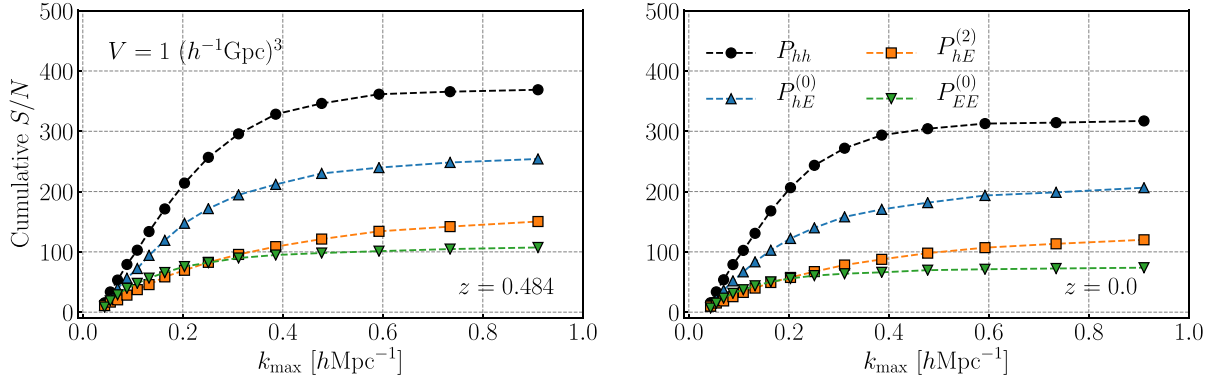 500
400
300
200
100
0
Cumulative S/N
V = 1 (h⁻¹Gpc)³
z = 0.484
0.0 0.2 0.4 0.6 0.8 1.0
k_max [hMpc⁻¹]
500
400
300
200
100
0
P_hh
P_hE^(0)
P_hE^(2)
P_EE^(0)
z = 0.0
0.0 0.2 0.4 0.6 0.8 1.0
k_max [hMpc⁻¹]